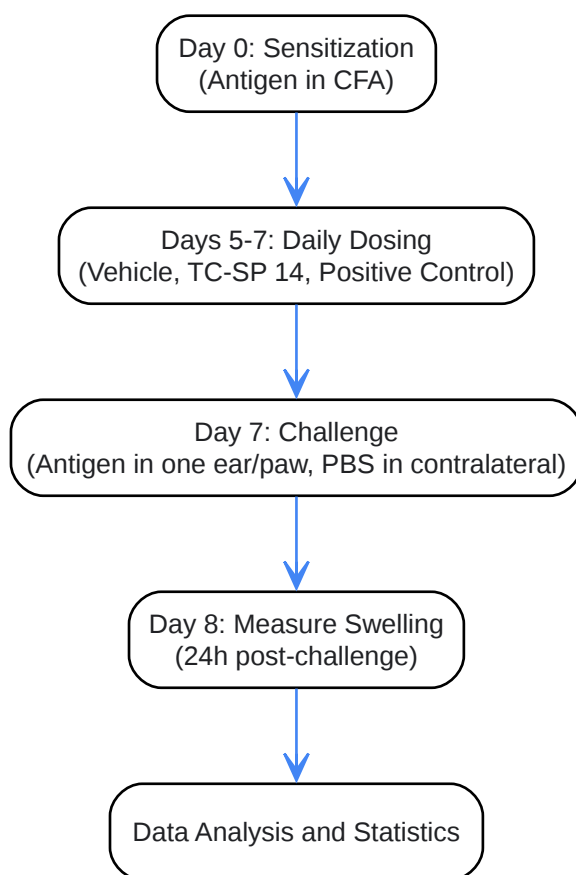 Day 0: Sensitization
(Antigen in CFA)
Days 5-7: Daily Dosing
(Vehicle, TC-SP 14, Positive Control)
Day 7: Challenge
(Antigen in one ear/paw, PBS in contralateral)
Day 8: Measure Swelling
(24h post-challenge)
Data Analysis and Statistics